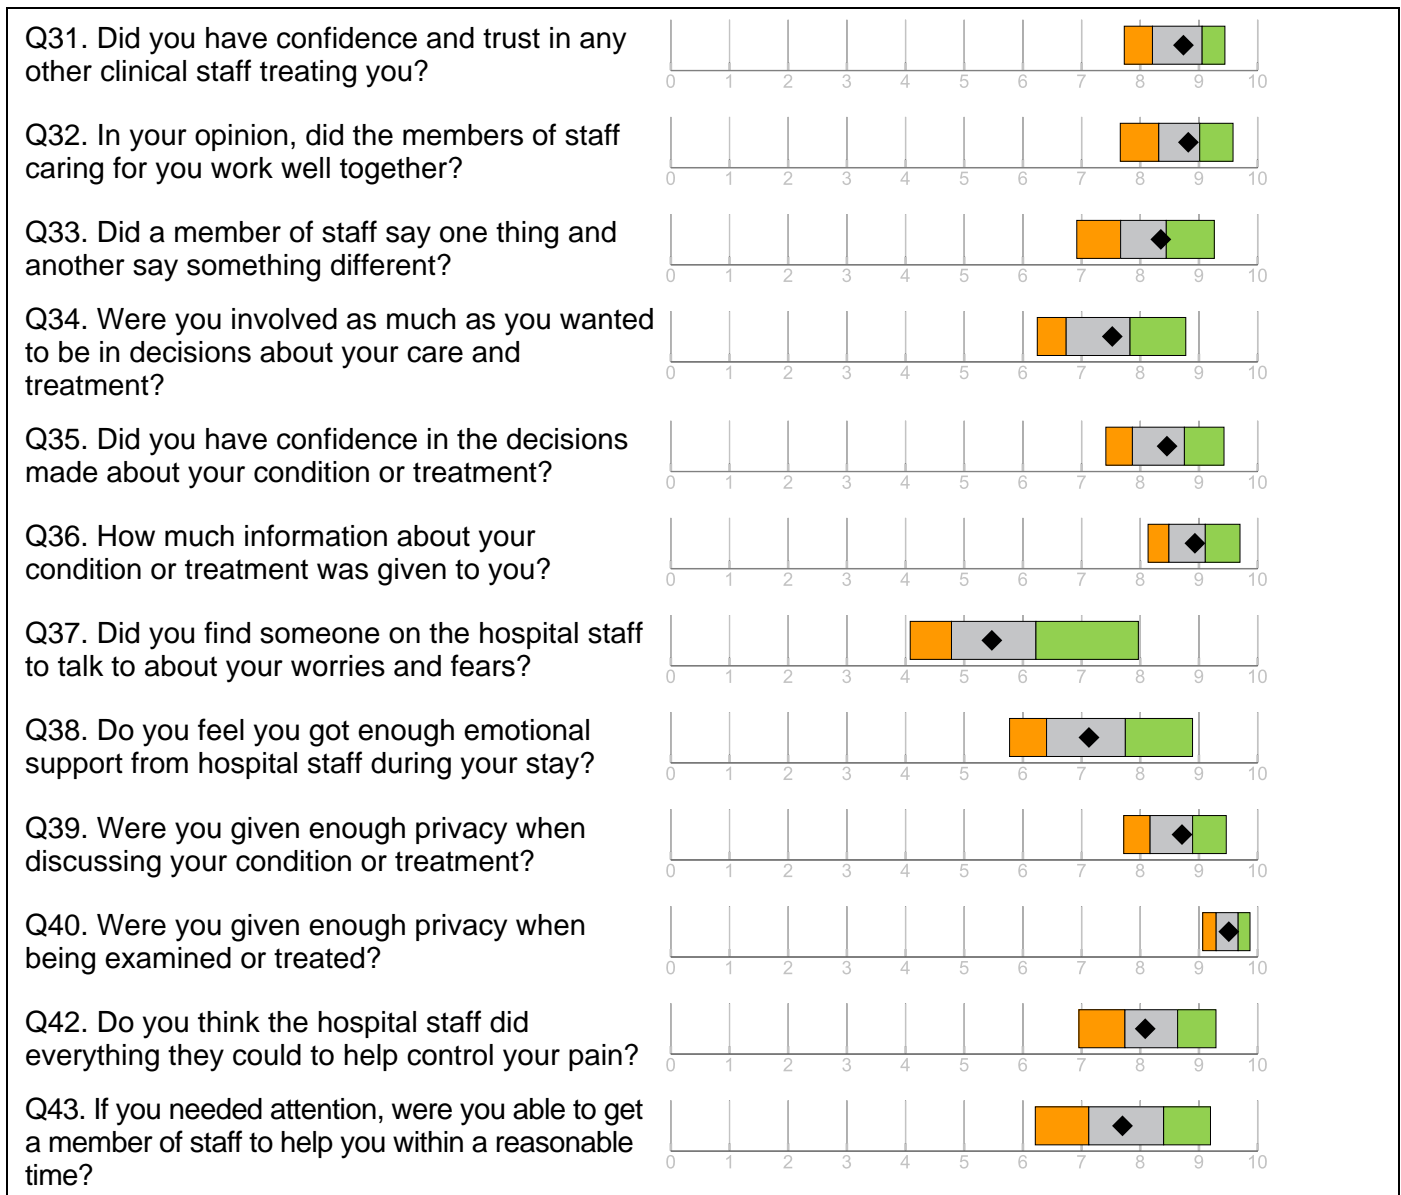 Q31. Did you have confidence and trust in any
other clinical staff treating you?
0 1 2 3 4 5 6 7 8 9 10
Q32. In your opinion, did the members of staff
caring for you work well together?
0 1 2 3 4 5 6 7 8 9 10
Q33. Did a member of staff say one thing and
another say something different?
0 1 2 3 4 5 6 7 8 9 10
Q34. Were you involved as much as you wanted
to be in decisions about your care and
treatment?
0 1 2 3 4 5 6 7 8 9 10
Q35. Did you have confidence in the decisions
made about your condition or treatment?
0 1 2 3 4 5 6 7 8 9 10
Q36. How much information about your
condition or treatment was given to you?
0 1 2 3 4 5 6 7 8 9 10
Q37. Did you find someone on the hospital staff
to talk to about your worries and fears?
0 1 2 3 4 5 6 7 8 9 10
Q38. Do you feel you got enough emotional
support from hospital staff during your stay?
0 1 2 3 4 5 6 7 8 9 10
Q39. Were you given enough privacy when
discussing your condition or treatment?
0 1 2 3 4 5 6 7 8 9 10
Q40. Were you given enough privacy when
being examined or treated?
0 1 2 3 4 5 6 7 8 9 10
Q42. Do you think the hospital staff did
everything they could to help control your pain?
0 1 2 3 4 5 6 7 8 9 10
Q43. If you needed attention, were you able to get
a member of staff to help you within a reasonable
time?
0 1 2 3 4 5 6 7 8 9 10